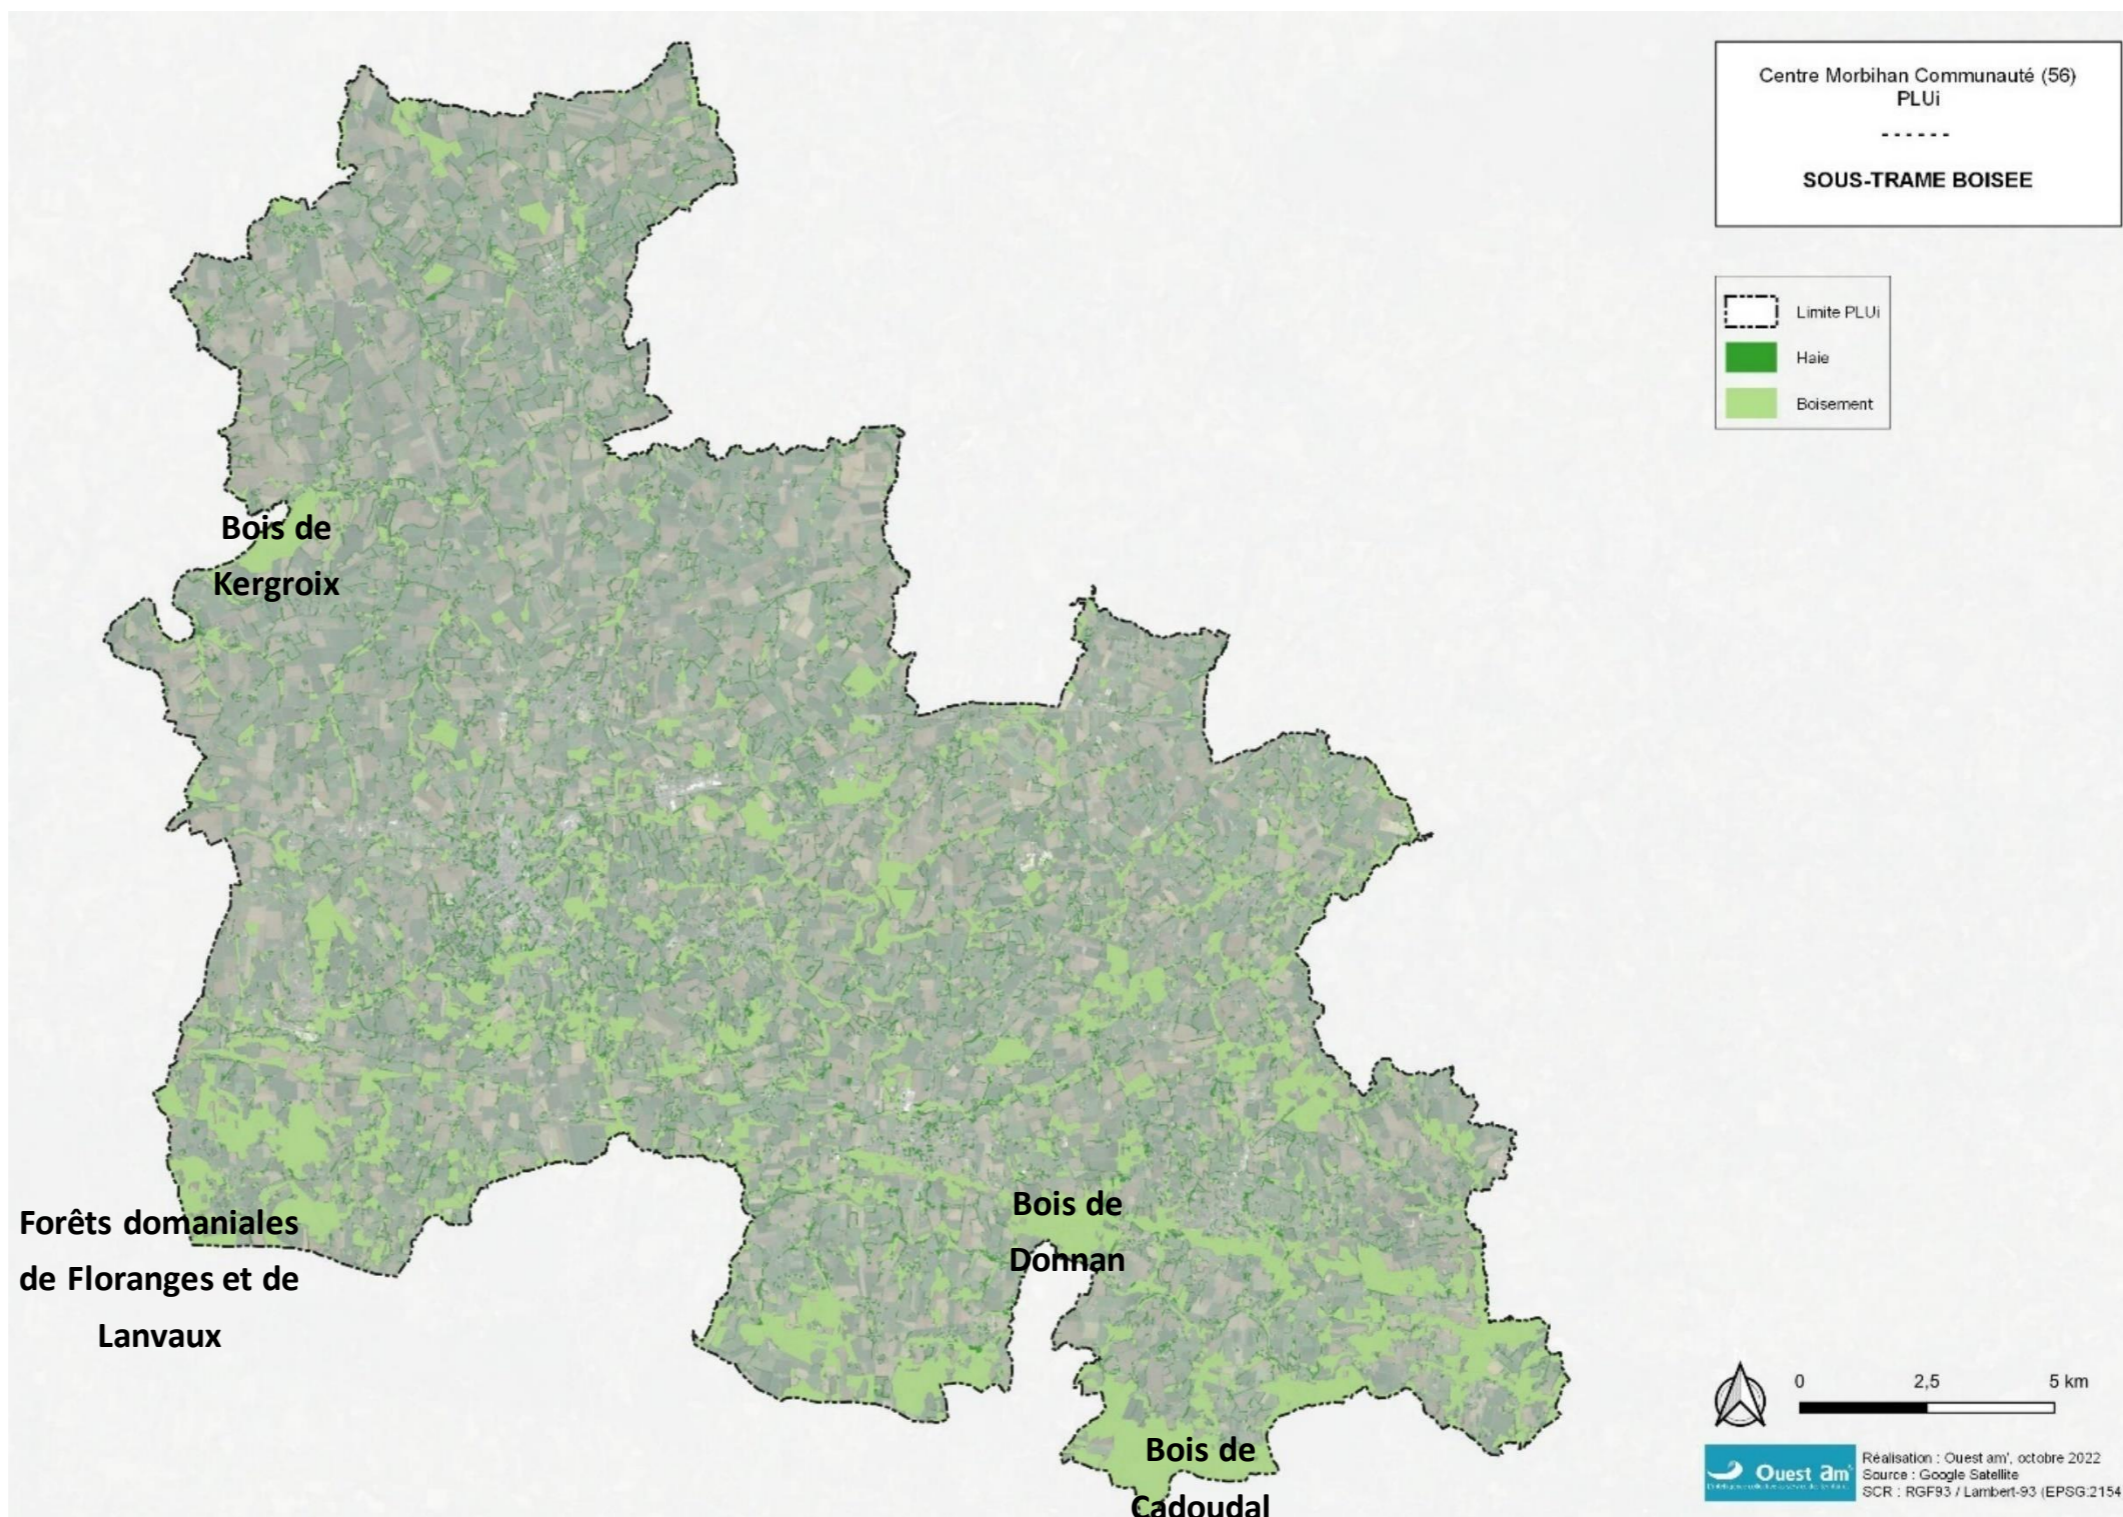 Centre Morbihan Communauté (56)
PLUi
------
SOUS-TRAME BOISEE
Limite PLUi
Haie
Boisement
Bois de
Kergroix
Forêts domaniales
de Floranges et de
Lanvaux
Bois de
Donnan
Bois de
Cadoudal
0 2,5 5 km
Ouest am'
Réalisation : Ouest am', octobre 2022
Source : Google Satellite
SCR : RGF93 / Lambert-93 (EPSG:2154